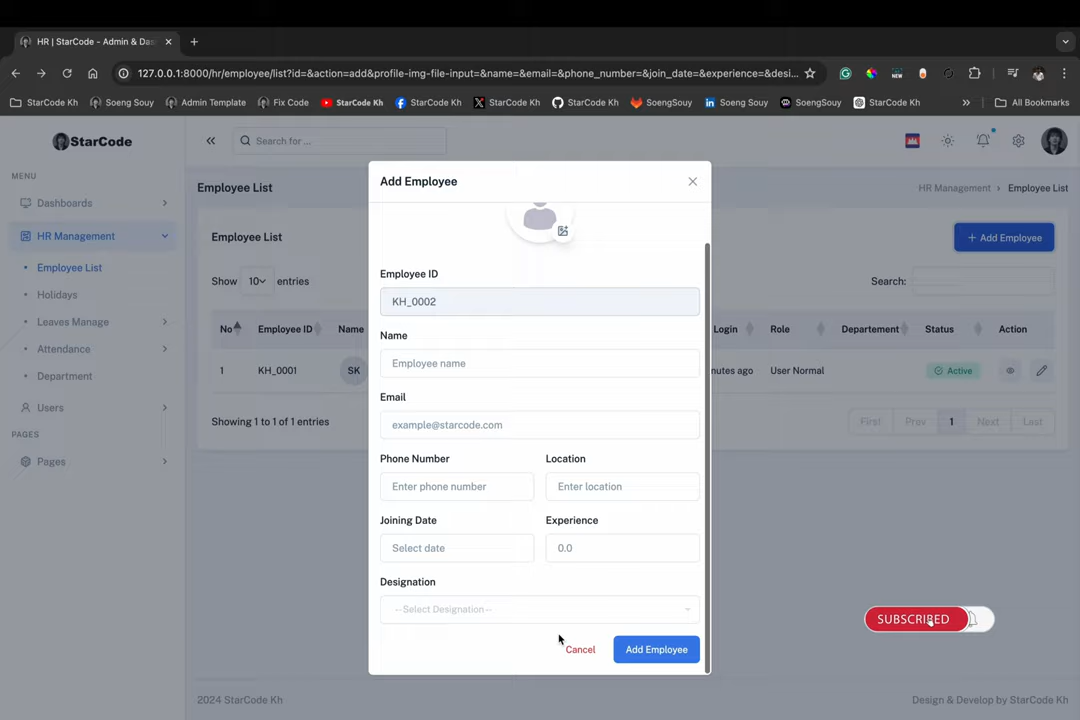 HR | StarCode - Admin & Das
127.0.0.1:8000/hr/employee/list?id=&action=add&profile-img-file-input=&name=&email=&phone_number=&join_date=&experience=&desi...
StarCode Kh
Soeng Souy
Admin Template
Fix Code
StarCode Kh
StarCode Kh
StarCode Kh
StarCode Kh
SoengSouy
Soeng Souy
SoengSouy
StarCode Kh
All Bookmarks
StarCode
Search for ...
MENU
Dashboards
HR Management
Employee List
Holidays
Leaves Manage
Attendance
Department
Users
PAGES
Pages
Employee List
HR Management
Employee List
Employee List
+ Add Employee
Show 10 entries
Search:
No Employee ID Name Login Role Departement Status Action
1 KH_0001 SK nutes ago User Normal Active
Showing 1 to 1 of 1 entries
First Prev 1 Next Last
Add Employee
Employee ID
KH_0002
Name
Employee name
Email
example@starcode.com
Phone Number Location
Enter phone number Enter location
Joining Date Experience
Select date 0.0
Designation
--Select Designation--
Cancel Add Employee
SUBSCRIBED
2024 StarCode Kh
Design & Develop by StarCode Kh